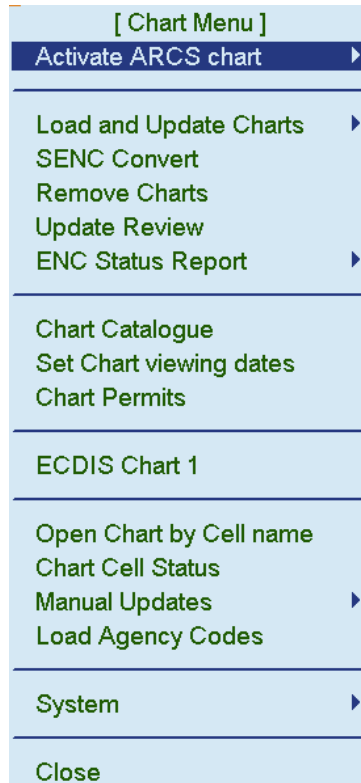 [ Chart Menu ]
Activate ARCS chart
Load and Update Charts
SENC Convert
Remove Charts
Update Review
ENC Status Report
Chart Catalogue
Set Chart viewing dates
Chart Permits
ECDIS Chart 1
Open Chart by Cell name
Chart Cell Status
Manual Updates
Load Agency Codes
System
Close